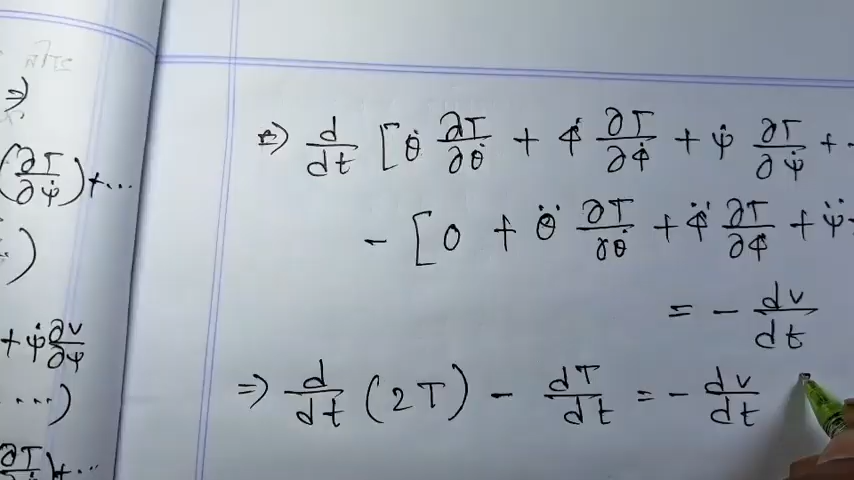 ⇒)
(∂T/∂ψ̇)+...
)
+ψ̇ ∂v/∂ψ
....)
∂T
+...
⇒) d/dt [θ̇ ∂T/∂θ̇ + φ̇ ∂T/∂φ̇ + ψ̇ ∂T/∂ψ̇ + .
- [0 + θ̈ ∂T/∂θ̇ + φ̈ ∂T/∂φ̇ + ψ̈
= - dv/dt
⇒) d/dt (2T) - dT/dt = - dv/dt